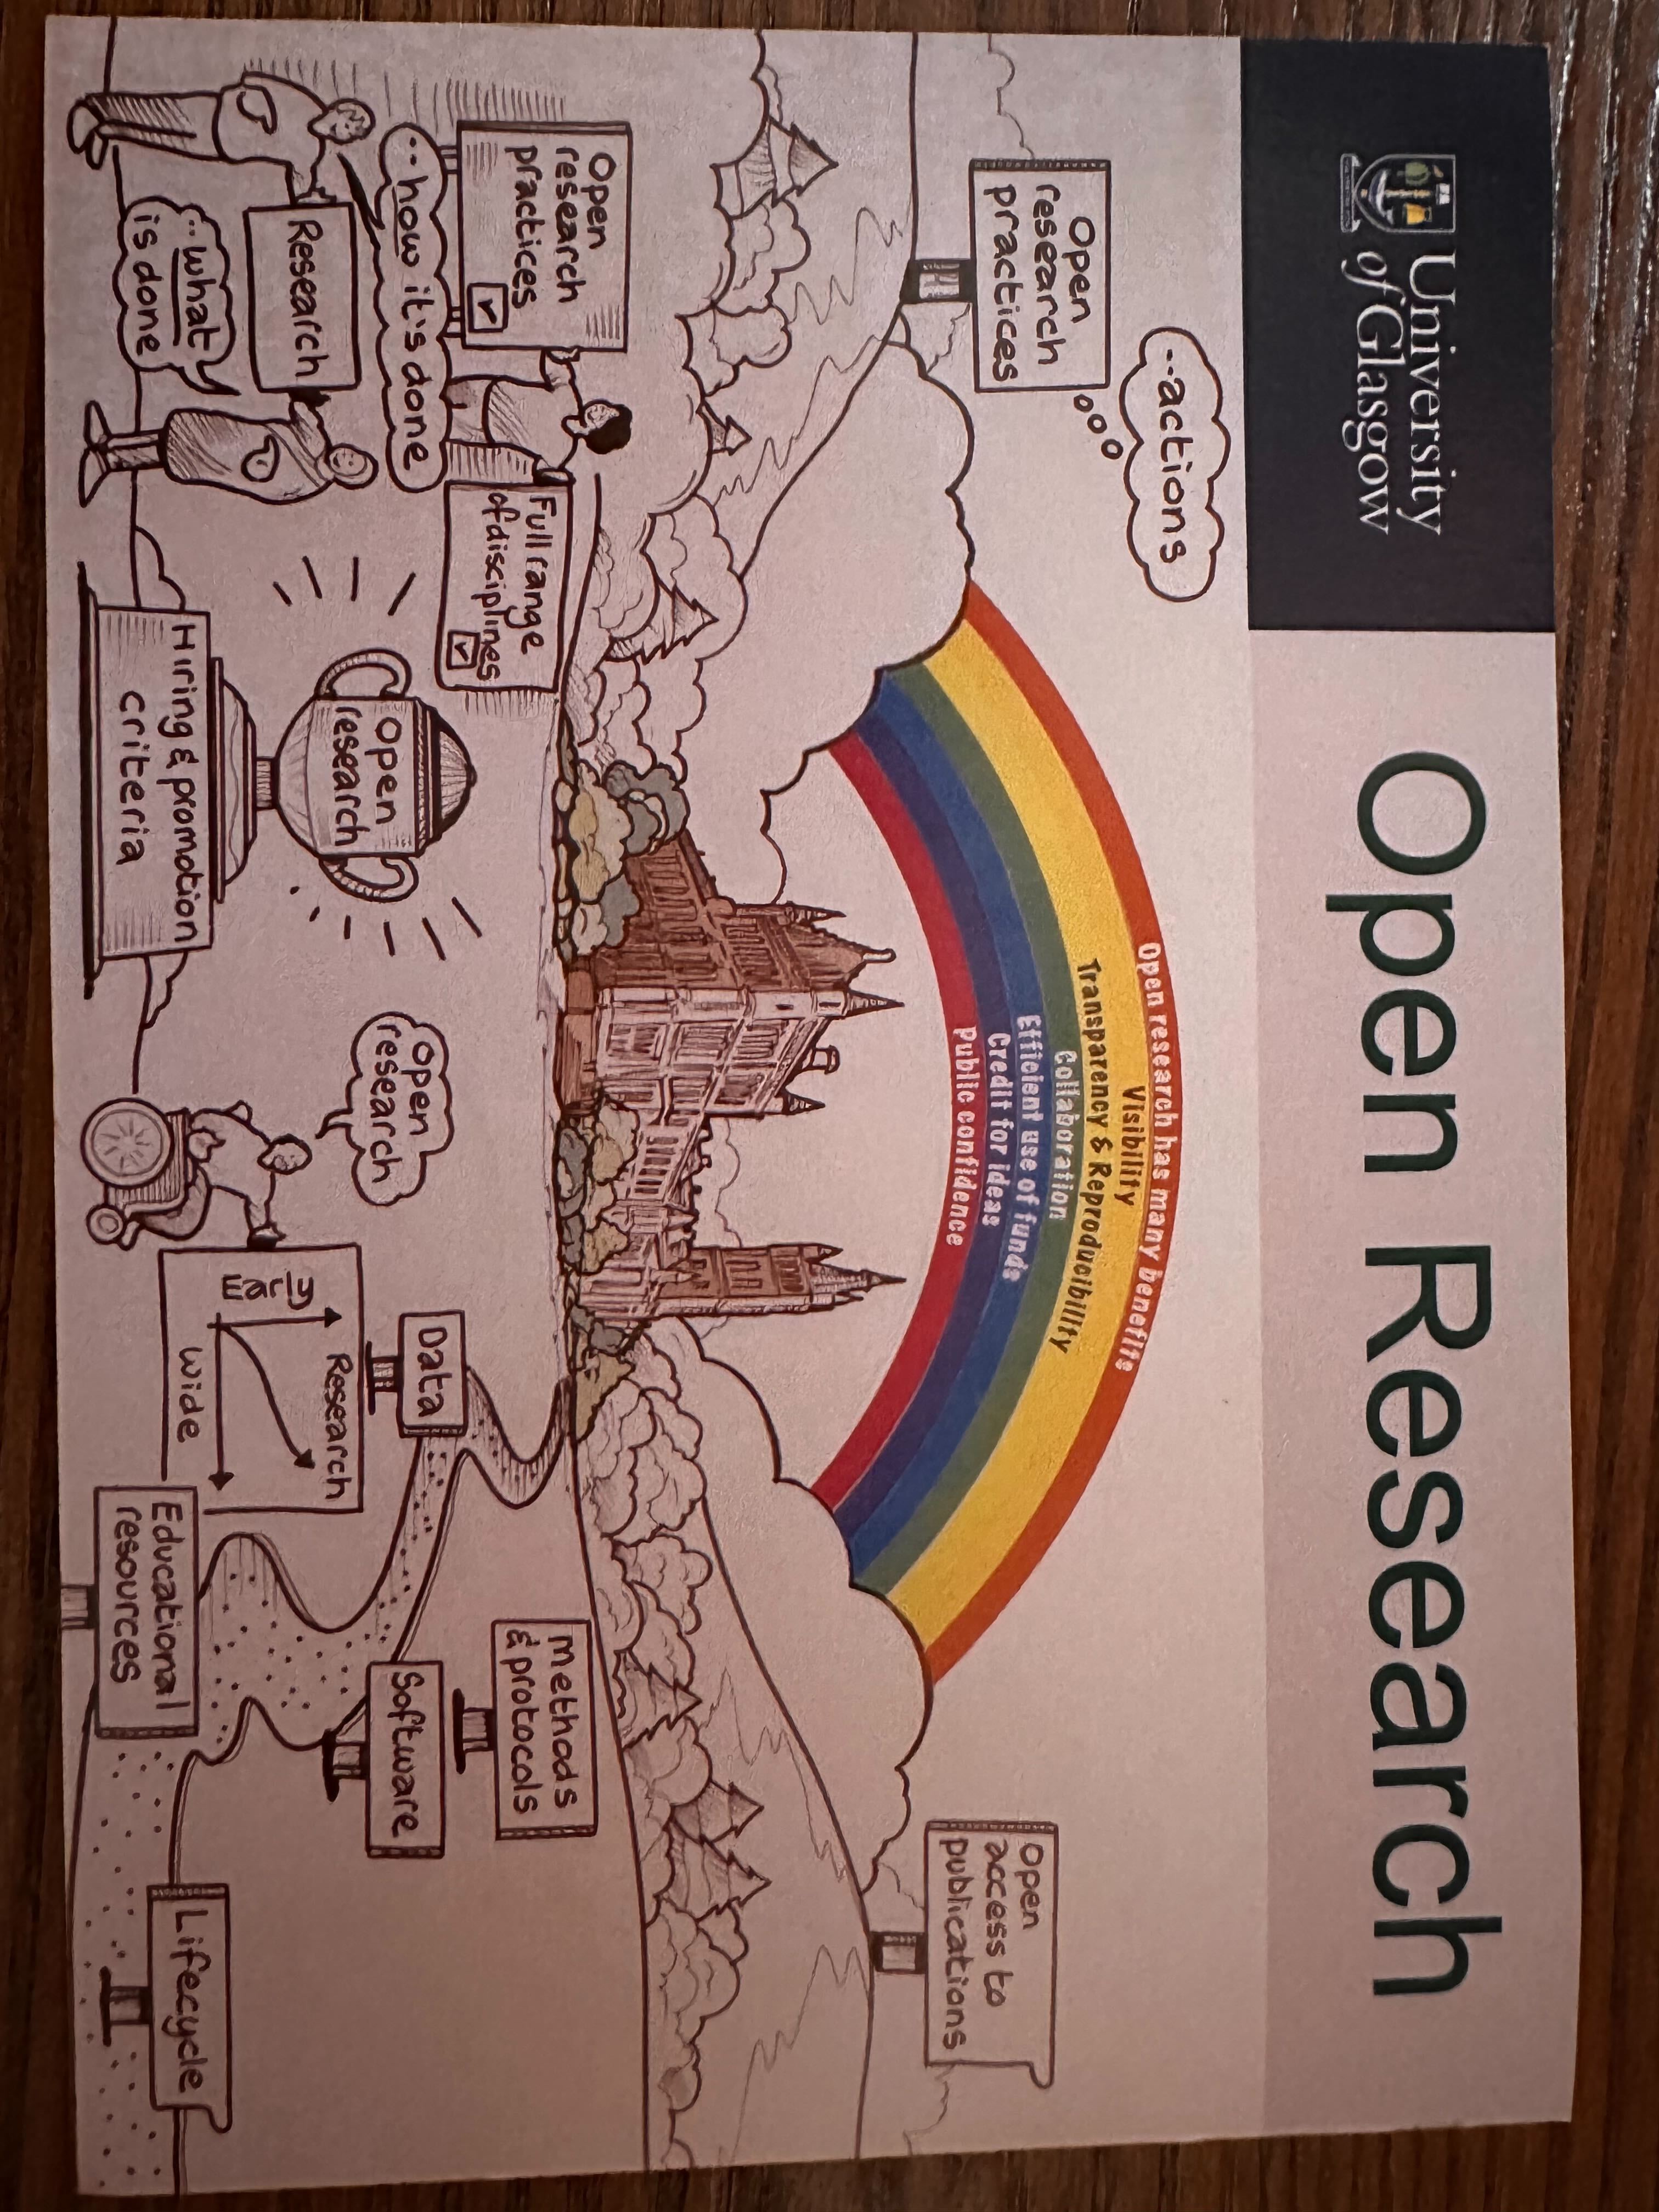 University
of Glasgow
Open Research
Open
research
practices
--actions
Open research has many benefits
Visibility
Transparency & Reproducibility
Collaboration
Efficient use of funds
Credit for ideas
Public confidence
Open
access to
publications
Open
research
practices
Full range
of disciplines
--how it's done
Research
--what
is done
Open
research
Hiring & promotion
criteria
Open
research
Research
Early
Wide
Data
Methods
& protocols
Software
Educational
resources
Lifecycle